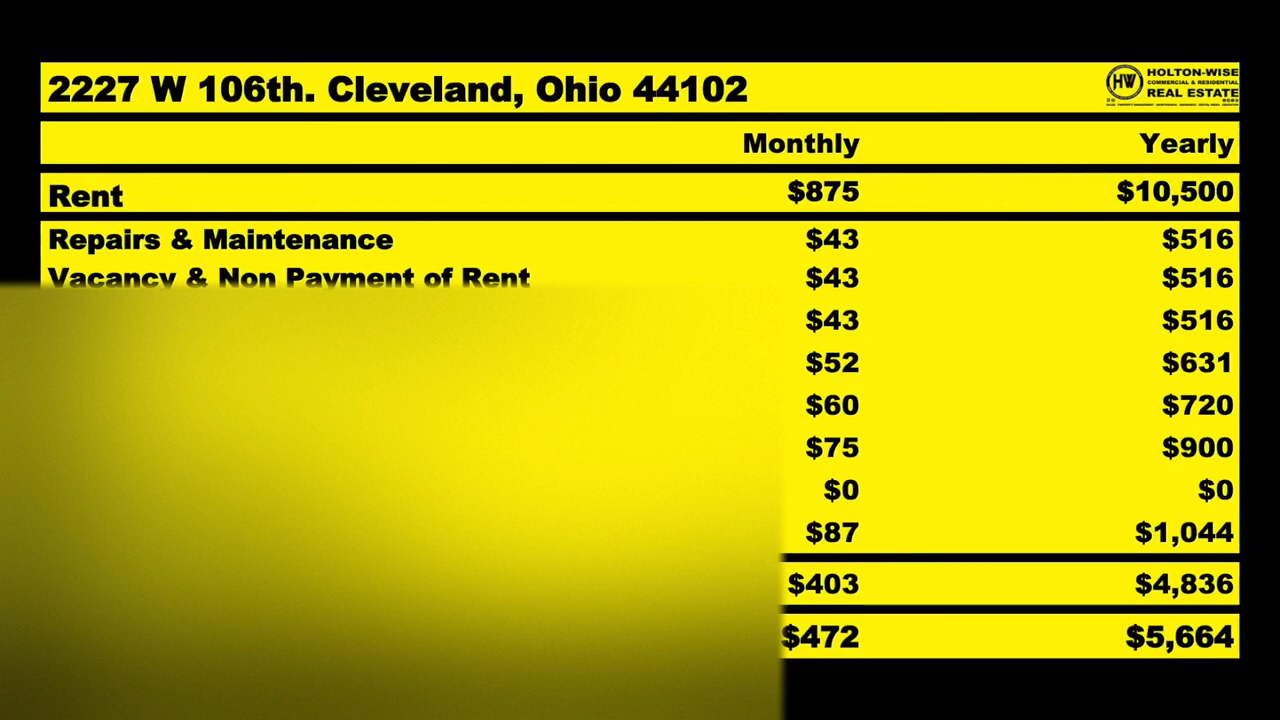 2227 W 106th. Cleveland, Ohio 44102
HW HOLTON-WISE
COMMERCIAL & RESIDENTIAL
REAL ESTATE
Monthly Yearly
Rent $875 $10,500
Repairs & Maintenance $43 $516
Vacancy & Non Payment of Rent $43 $516
$43 $516
$52 $631
$60 $720
$75 $900
$0 $0
$87 $1,044
$403 $4,836
$472 $5,664